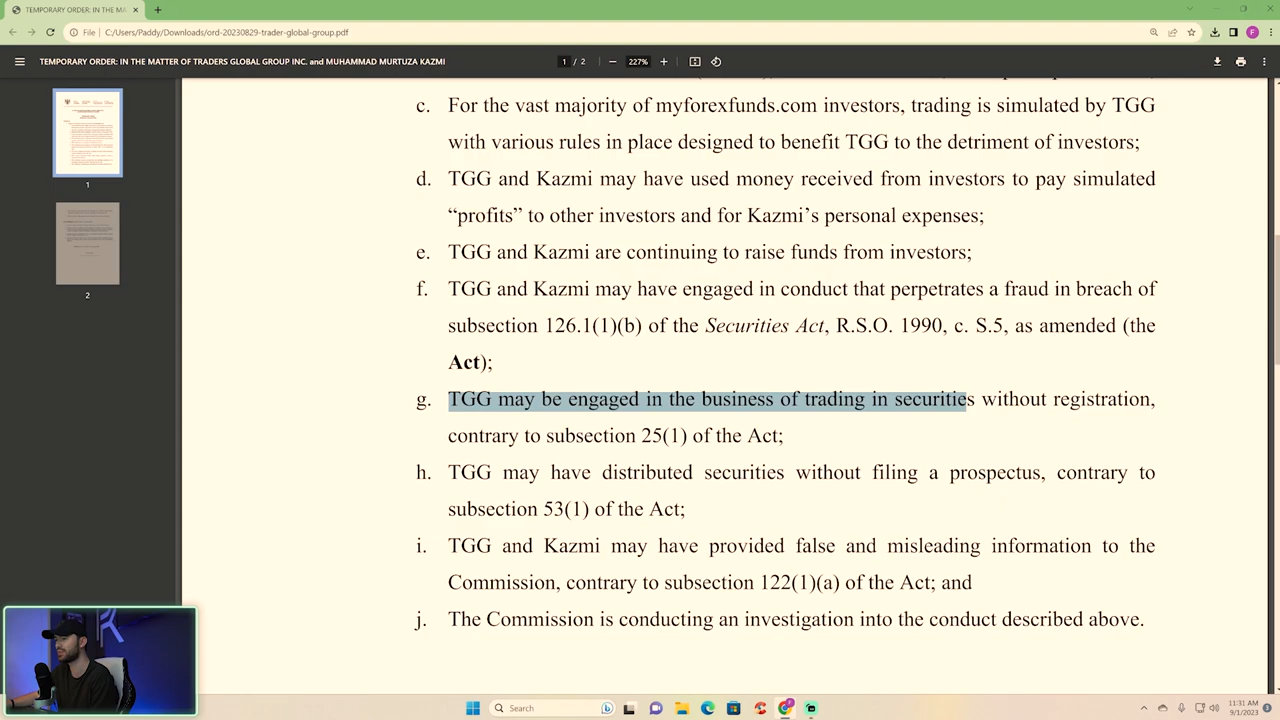 TEMPORARY ORDER: IN THE MA
File
C:/Users/Paddy/Downloads/ord-20230829-trader-global-group.pdf
F
TEMPORARY ORDER: IN THE MATTER OF TRADERS GLOBAL GROUP INC. and MUHAMMAD MURTUZA KAZMI
1 / 2
227%
1
2
c. For the vast majority of myforexfunds.com investors, trading is simulated by TGG
with various rules in place designed to benefit TGG to the detriment of investors;
d. TGG and Kazmi may have used money received from investors to pay simulated
“profits” to other investors and for Kazmi’s personal expenses;
e. TGG and Kazmi are continuing to raise funds from investors;
f. TGG and Kazmi may have engaged in conduct that perpetrates a fraud in breach of
subsection 126.1(1)(b) of the Securities Act, R.S.O. 1990, c. S.5, as amended (the
Act);
g. TGG may be engaged in the business of trading in securities without registration,
contrary to subsection 25(1) of the Act;
h. TGG may have distributed securities without filing a prospectus, contrary to
subsection 53(1) of the Act;
i. TGG and Kazmi may have provided false and misleading information to the
Commission, contrary to subsection 122(1)(a) of the Act; and
j. The Commission is conducting an investigation into the conduct described above.
Search
11:31 AM
9/1/2023